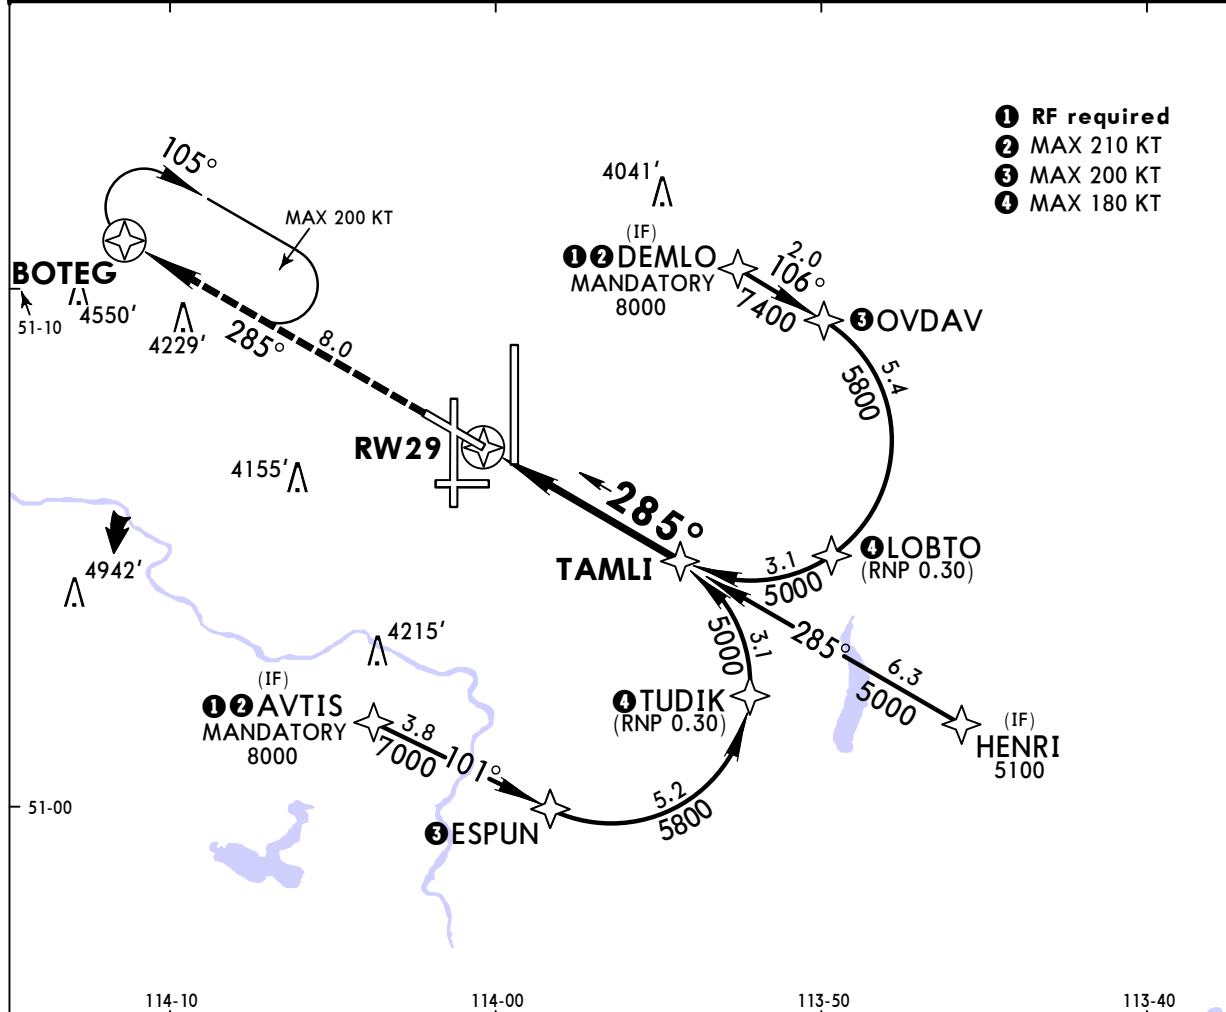 ❶ RF required
❷ MAX 210 KT
❸ MAX 200 KT
❹ MAX 180 KT
105°
MAX 200 KT
4041'
(IF)
❶❷DEMLO
MANDATORY
8000
2.0
106°
7400
BOTEG
51-10
4550'
4229'
285°
8.0
❸OVDAV
5.4
5800
RW29
4155'
285°
TAMLI
❹LOBTO
(RNP 0.30)
3.1
5000
4942'
4215'
5000
3.1
285°
6.3
5000
(IF)
❶❷AVTIS
MANDATORY
8000
3.8
7000
101°
❹TUDIK
(RNP 0.30)
(IF)
HENRI
5100
51-00
5.2
5800
❸ESPUN
114-10
114-00
113-50
113-40